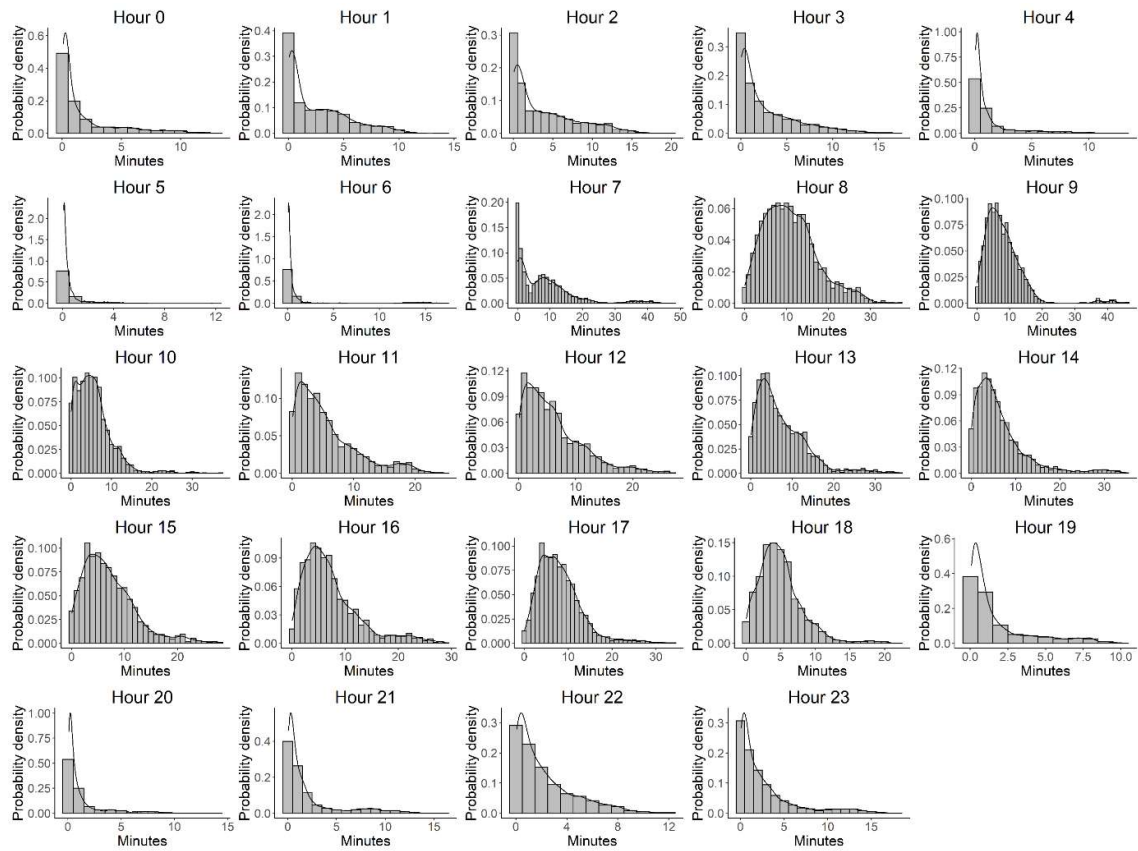 Hour 0
Probability density
0.6
0.4
0.2
0.0
0 5 10
Minutes
Hour 1
Probability density
0.4
0.3
0.2
0.1
0.0
0 5 10 15
Minutes
Hour 2
Probability density
0.3
0.2
0.1
0.0
0 5 10 15 20
Minutes
Hour 3
Probability density
0.3
0.2
0.1
0.0
0 5 10 15
Minutes
Hour 4
Probability density
1.00
0.75
0.50
0.25
0.00
0 5 10
Minutes
Hour 5
Probability density
2.0
1.5
1.0
0.5
0.0
0 4 8 12
Minutes
Hour 6
Probability density
2.0
1.5
1.0
0.5
0.0
0 5 10 15
Minutes
Hour 7
Probability density
0.20
0.15
0.10
0.05
0.00
0 10 20 30 40 50
Minutes
Hour 8
Probability density
0.06
0.04
0.02
0.00
0 10 20 30
Minutes
Hour 9
Probability density
0.100
0.075
0.050
0.025
0.000
0 10 20 30 40
Minutes
Hour 10
Probability density
0.100
0.075
0.050
0.025
0.000
0 10 20 30
Minutes
Hour 11
Probability density
0.10
0.05
0.00
0 10 20
Minutes
Hour 12
Probability density
0.12
0.09
0.06
0.03
0.00
0 10 20
Minutes
Hour 13
Probability density
0.100
0.075
0.050
0.025
0.000
0 10 20 30
Minutes
Hour 14
Probability density
0.12
0.09
0.06
0.03
0.00
0 10 20 30
Minutes
Hour 15
Probability density
0.100
0.075
0.050
0.025
0.000
0 10 20
Minutes
Hour 16
Probability density
0.09
0.06
0.03
0.00
0 10 20 30
Minutes
Hour 17
Probability density
0.100
0.075
0.050
0.025
0.000
0 10 20 30
Minutes
Hour 18
Probability density
0.15
0.10
0.05
0.00
0 5 10 15 20
Minutes
Hour 19
Probability density
0.6
0.4
0.2
0.0
0.0 2.5 5.0 7.5 10.0
Minutes
Hour 20
Probability density
1.00
0.75
0.50
0.25
0.00
0 5 10 15
Minutes
Hour 21
Probability density
0.4
0.2
0.0
0 5 10 15
Minutes
Hour 22
Probability density
0.3
0.2
0.1
0.0
0 4 8 12
Minutes
Hour 23
Probability density
0.3
0.2
0.1
0.0
0 5 10 15
Minutes